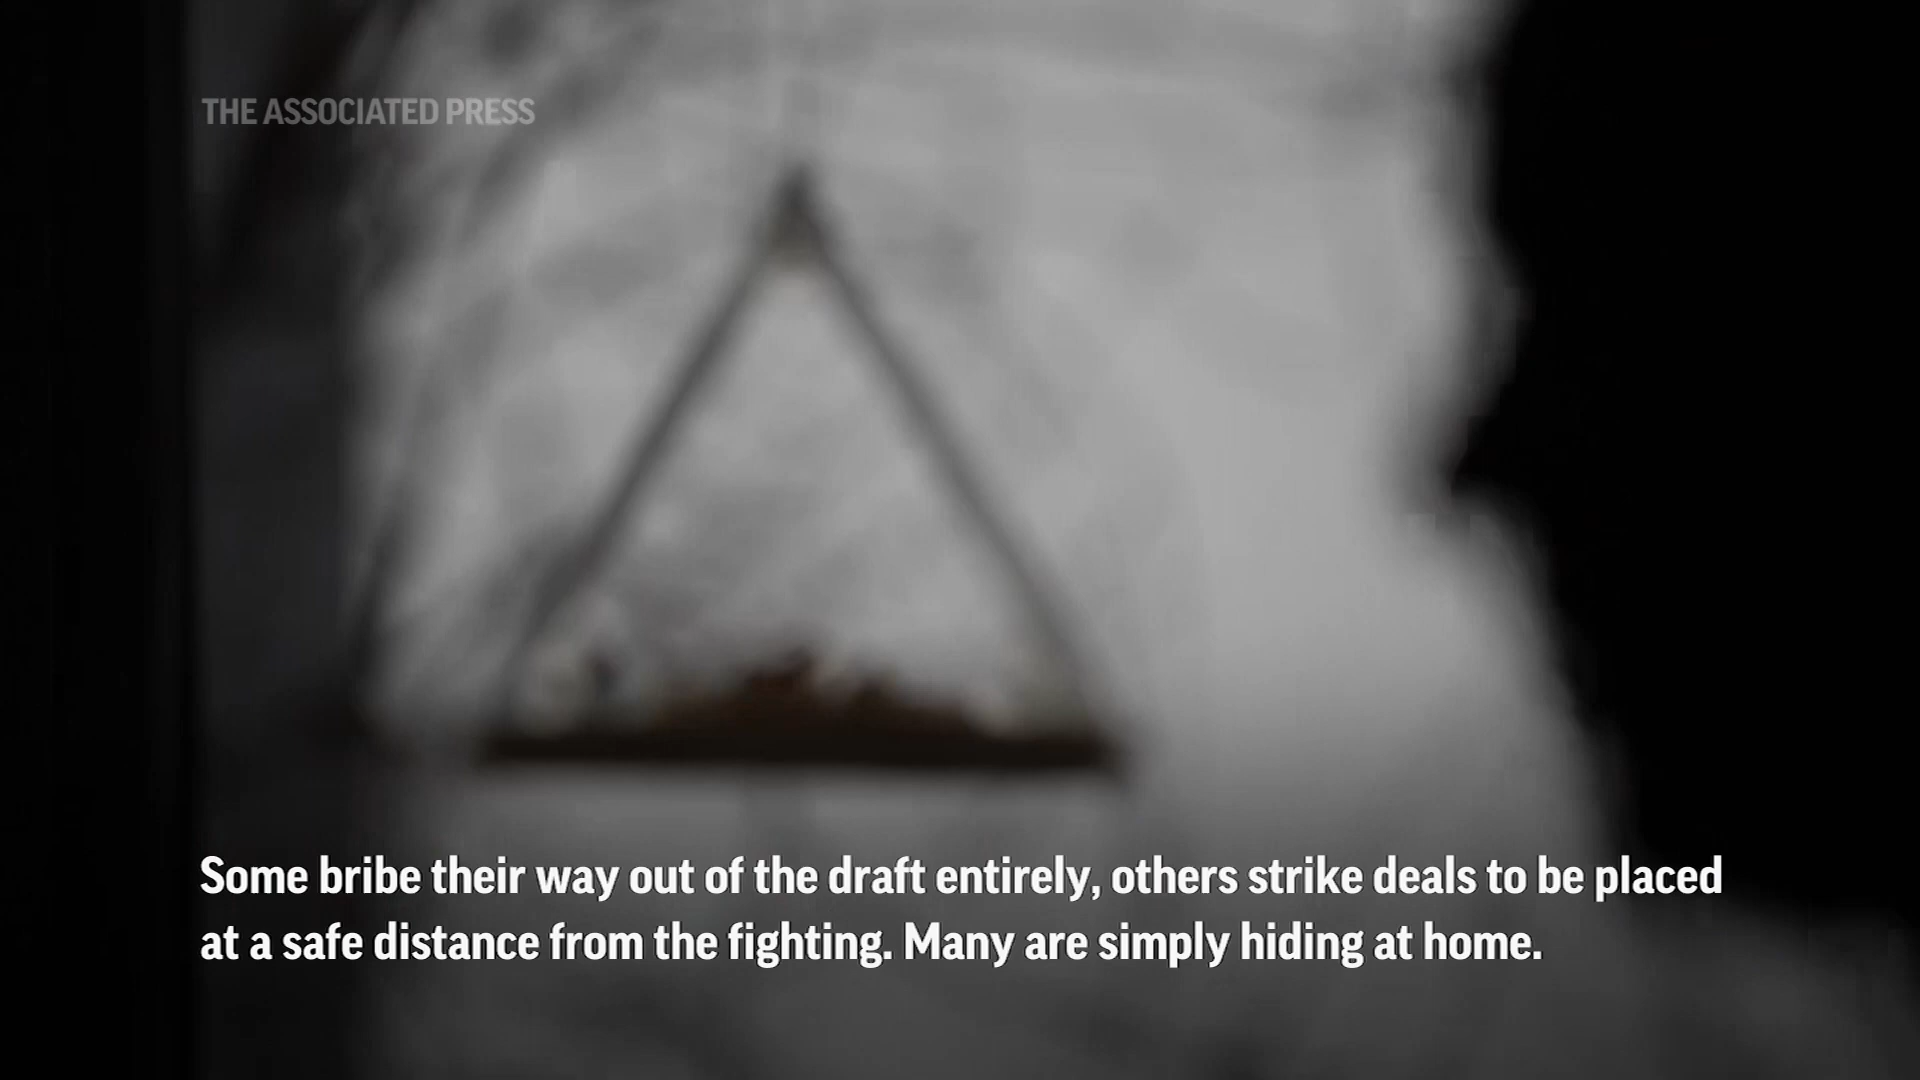 THE ASSOCIATED PRESS
Some bribe their way out of the draft entirely, others strike deals to be placed
at a safe distance from the fighting. Many are simply hiding at home.